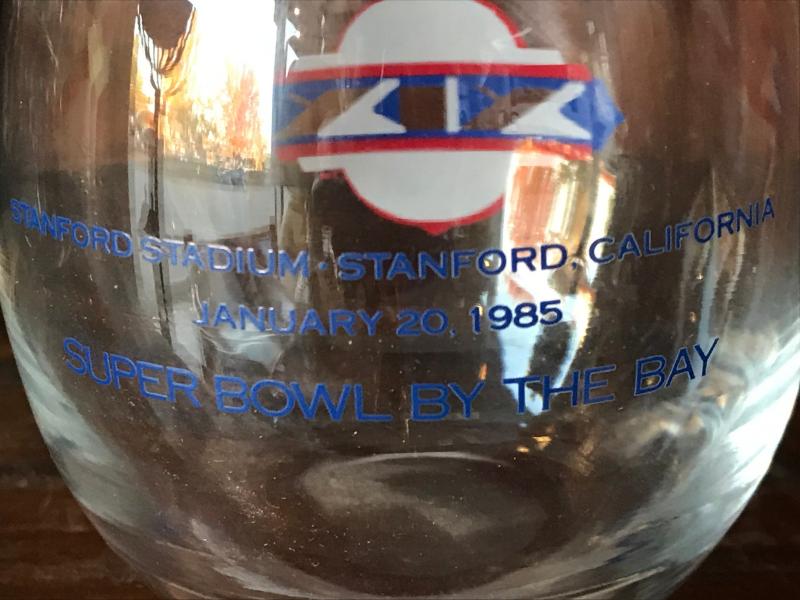 XIX
STANFORD STADIUM · STANFORD, CALIFORNIA
JANUARY 20, 1985
SUPER BOWL BY THE BAY